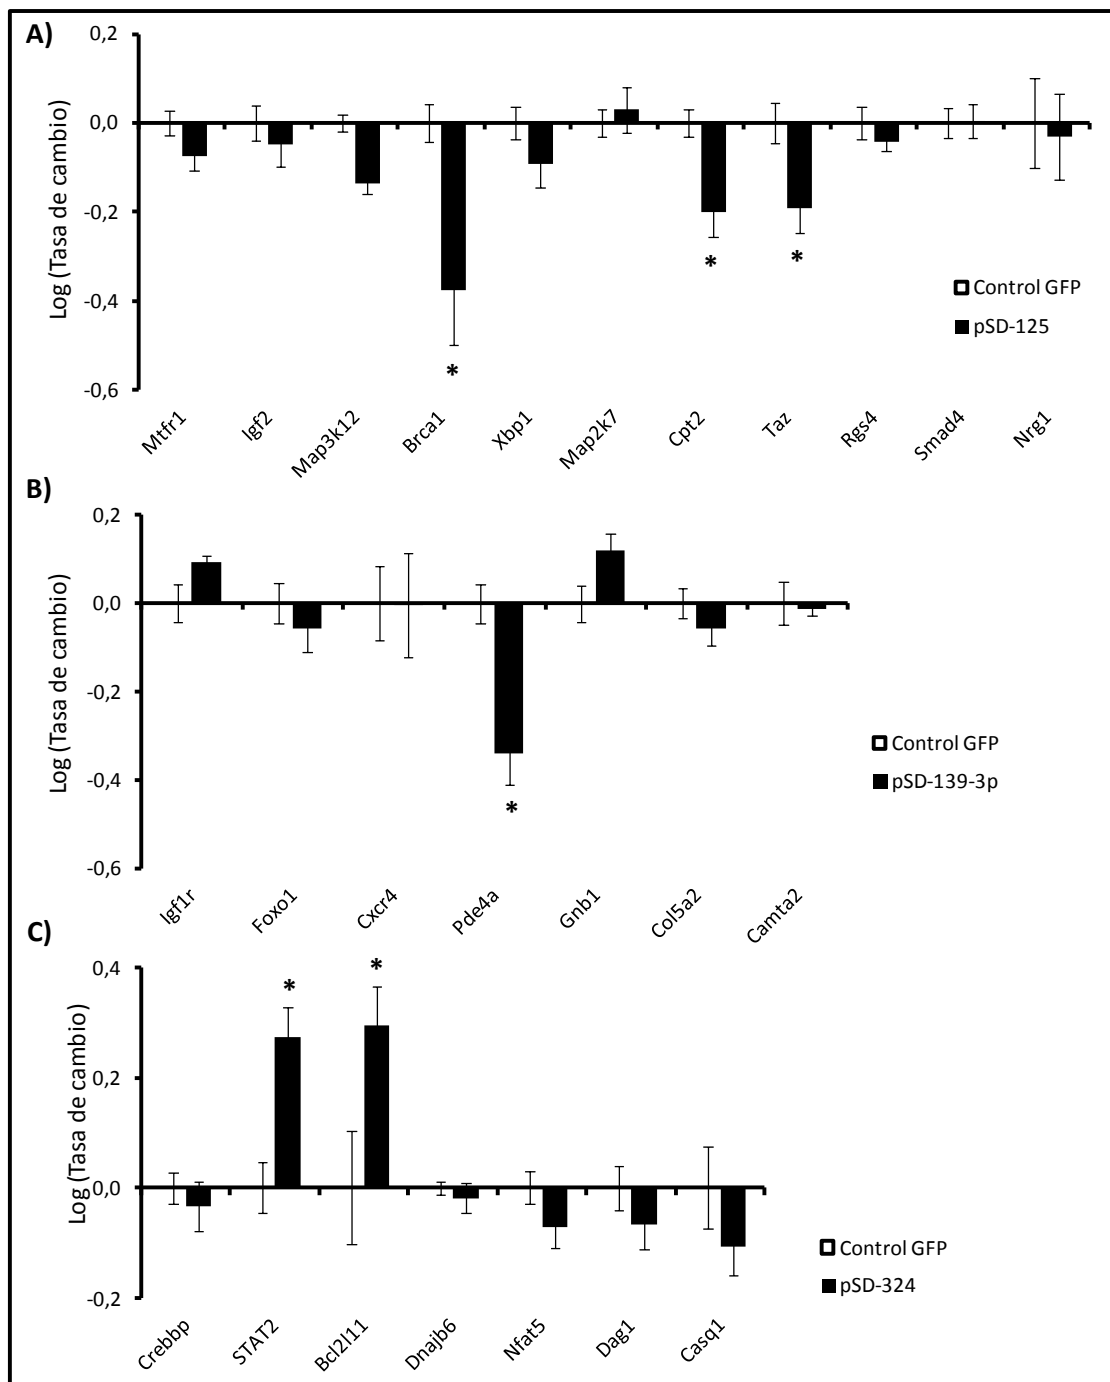 A)
Log (Tasa de cambio)
0,2
0,0
-0,2
-0,4
-0,6
*
*
*
Control GFP
pSD-125
Mtfr1 Igf2 Map3k12 Brca1 Xbp1 Map2k7 Cpt2 Taz Rgs4 Smad4 Nrg1
B)
Log (Tasa de cambio)
0,2
0,0
-0,2
-0,4
-0,6
*
Control GFP
pSD-139-3p
Igf1r Foxo1 Cxcr4 Pde4a Gnb1 Col5a2 Camta2
C)
Log (Tasa de cambio)
0,4
0,2
0,0
-0,2
*
*
Control GFP
pSD-324
Crebbp STAT2 Bcl2l11 Dnajb6 Nfat5 Dag1 Casq1